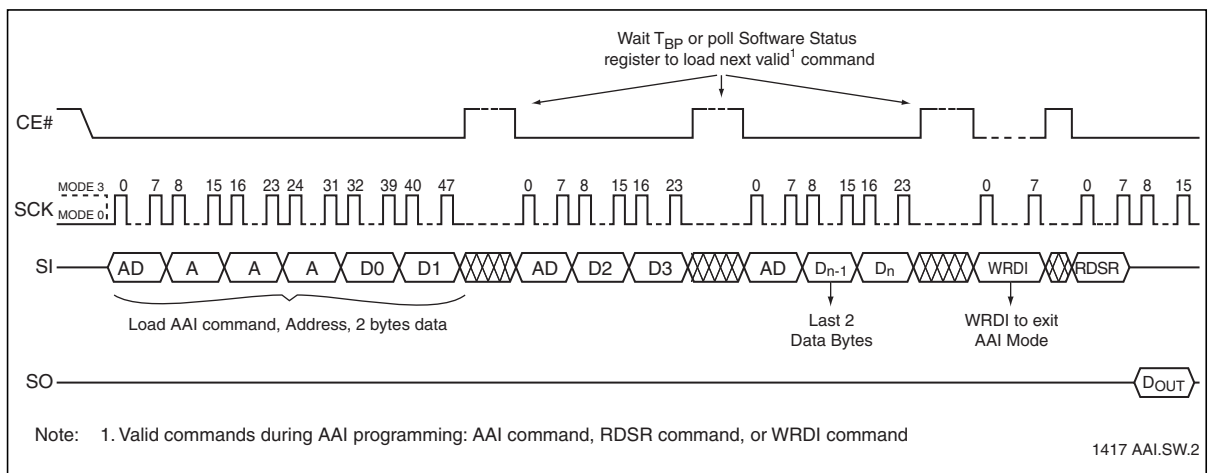 Wait TBP or poll Software Status
register to load next valid1 command
CE#
MODE 3
MODE 0
SCK
0 7 8 15 16 23 24 31 32 39 40 47 0 7 8 15 16 23 0 7 8 15 16 23 0 7 0 7 8 15
SI
AD A A A D0 D1 AD D2 D3 AD Dn-1 Dn WRDI RDSR
Load AAI command, Address, 2 bytes data
Last 2
Data Bytes
WRDI to exit
AAI Mode
SO
DOUT
Note: 1. Valid commands during AAI programming: AAI command, RDSR command, or WRDI command
1417 AAI.SW.2